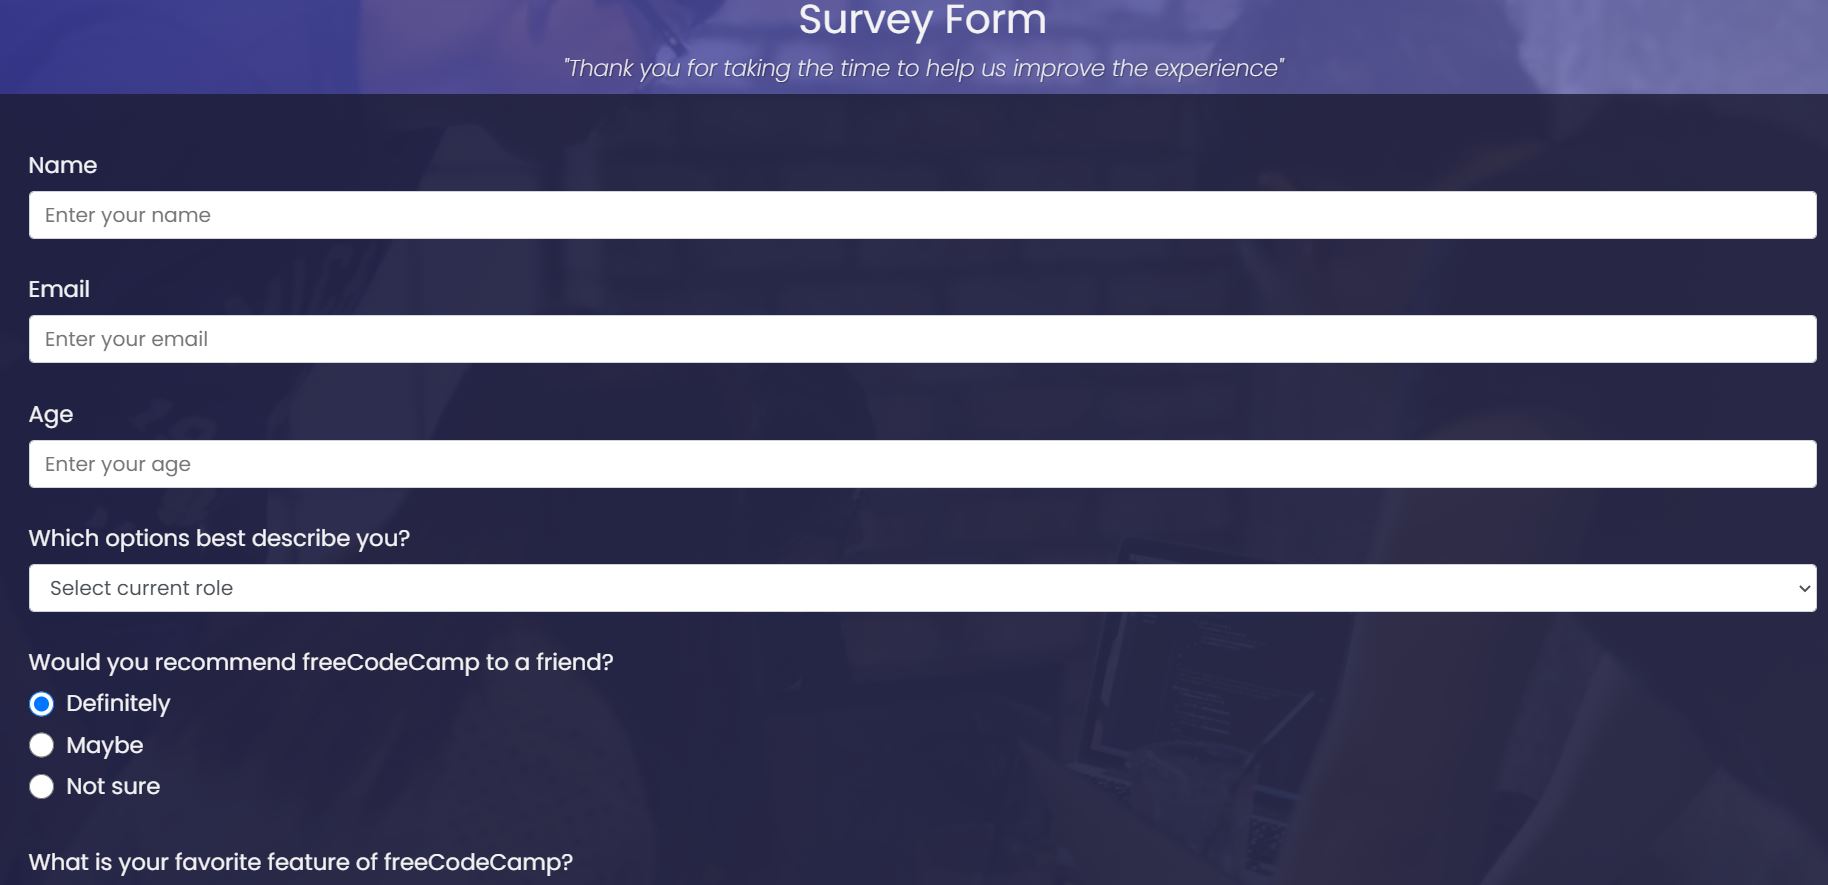 Survey Form
"Thank you for taking the time to help us improve the experience"
Name
Enter your name
Email
Enter your email
Age
Enter your age
Which options best describe you?
Select current role
Would you recommend freeCodeCamp to a friend?
Definitely
Maybe
Not sure
What is your favorite feature of freeCodeCamp?